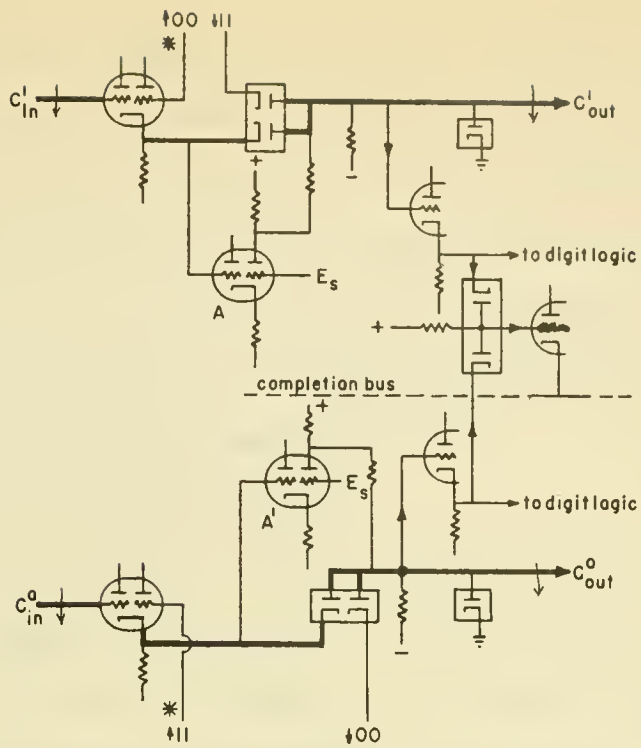 ↑00 ↓11
*
C¹in
C¹out
+
−
Es
A
to digit logic
+
completion bus
+
Es
A'
to digit logic
C⁰in
C⁰out
−
*
↑11 ↓00